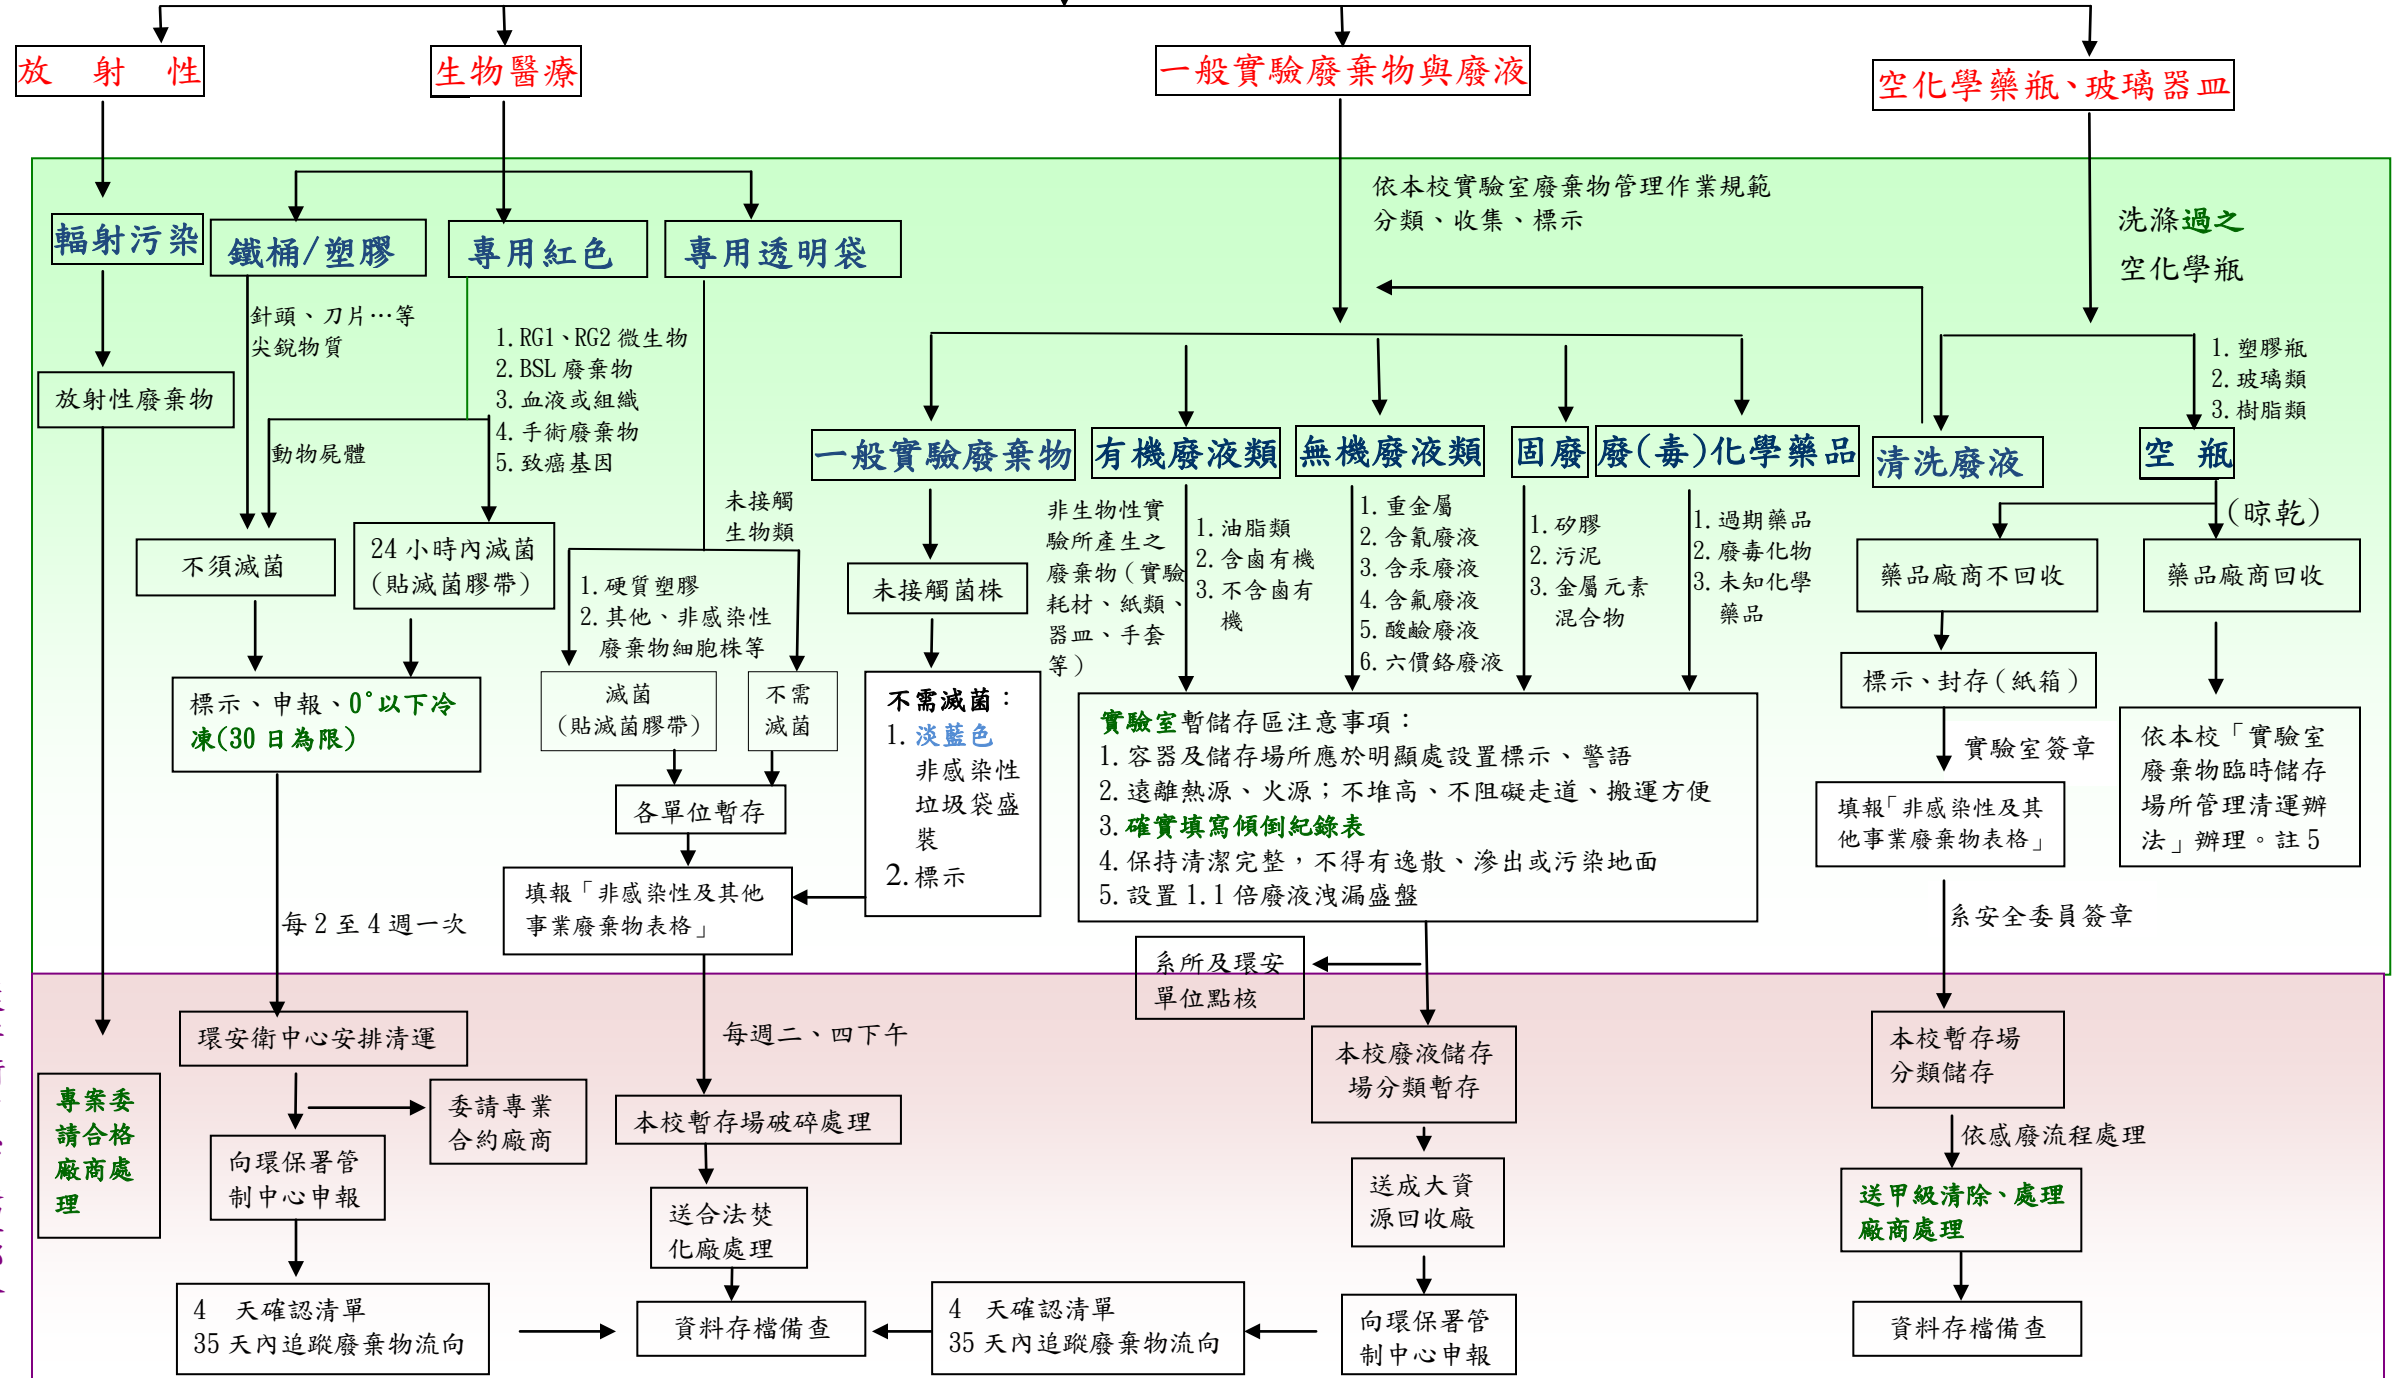 放 射 性
生物醫療
一般實驗廢棄物與廢液
空化學藥瓶、玻璃器皿
依本校實驗室廢棄物管理作業規範
分類、收集、標示
洗滌過之
空化學瓶
輻射污染
鐵桶/塑膠
專用紅色
專用透明袋
針頭、刀片…等
尖銳物質
1.RG1、RG2 微生物
2.BSL 廢棄物
3.血液或組織
4.手術廢棄物
5.致癌基因
1.塑膠瓶
2.玻璃類
3.樹脂類
放射性廢棄物
動物屍體
一般實驗廢棄物
有機廢液類
無機廢液類
固廢
廢(毒)化學藥品
清洗廢液
空 瓶
(晾乾)
未接觸
生物類
非生物性實
驗所產生之
廢棄物(實驗
耗材、紙類、
器皿、手套
等)
1.油脂類
2.含鹵有機
3.不含鹵有
機
1.重金屬
2.含氰廢液
3.含汞廢液
4.含氟廢液
5.酸鹼廢液
6.六價鉻廢液
1.矽膠
2.污泥
3.金屬元素
混合物
1.過期藥品
2.廢毒化物
3.未知化學
藥品
不須滅菌
24 小時內滅菌
(貼滅菌膠帶)
1.硬質塑膠
2.其他、非感染性
廢棄物細胞株等
未接觸菌株
藥品廠商不回收
藥品廠商回收
標示、申報、0°以下冷
凍(30 日為限)
滅菌
(貼滅菌膠帶)
不需
滅菌
不需滅菌：
1.淡藍色
非感染性
垃圾袋盛
裝
2.標示
實驗室暫儲存區注意事項：
1.容器及儲存場所應於明顯處設置標示、警語
2.遠離熱源、火源；不堆高、不阻礙走道、搬運方便
3.確實填寫傾倒紀錄表
4.保持清潔完整，不得有逸散、滲出或污染地面
5.設置 1.1 倍廢液洩漏盛盤
標示、封存(紙箱)
實驗室簽章
依本校「實驗室
廢棄物臨時儲存
場所管理清運辦
法」辦理。註 5
各單位暫存
填報「非感染性及其
他事業廢棄物表格」
填報「非感染性及其他
事業廢棄物表格」
每 2 至 4 週一次
系安全委員簽章
系所及環安
單位點核
環安衛中心安排清運
每週二、四下午
本校廢液儲存
場分類暫存
本校暫存場
分類儲存
專案委
請合格
廠商處
理
委請專業
合約廠商
本校暫存場破碎處理
依感廢流程處理
向環保署管
制中心申報
送合法焚
化廠處理
送成大資
源回收廠
送甲級清除、處理
廠商處理
4 天確認清單
35 天內追蹤廢棄物流向
資料存檔備查
4 天確認清單
35 天內追蹤廢棄物流向
向環保署管
制中心申報
資料存檔備查